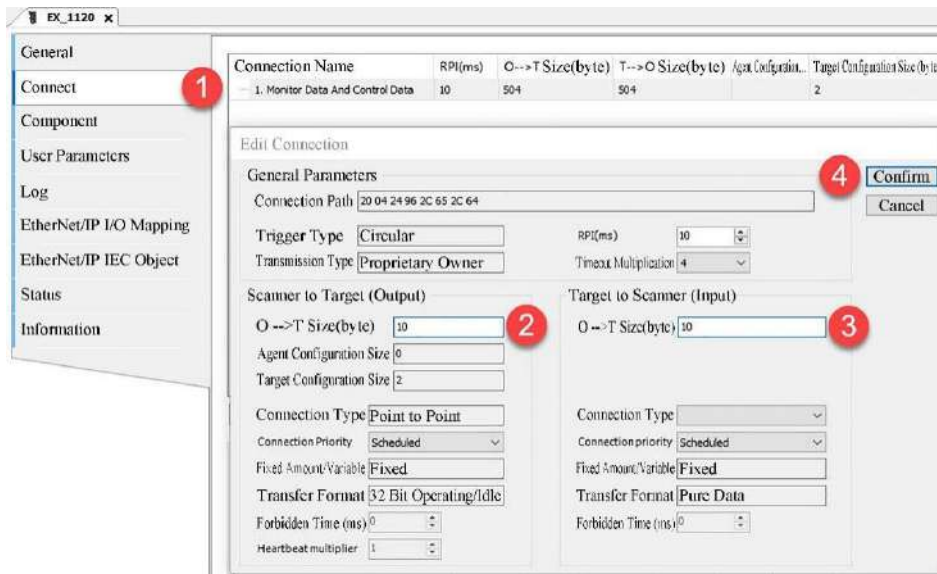 EX_1120 x
General
Connect
Component
User Parameters
Log
EtherNet/IP I/O Mapping
EtherNet/IP IEC Object
Status
Information
1
Connection Name RPI(ms) O-->T Size(byte) T-->O Size(byte) Agent Configuration... Target Configuration Size (byte
1. Monitor Data And Control Data 10 504 504 2
Edit Connection
General Parameters
4 Confirm
Connection Path 20 04 24 96 2C 65 2C 64
Cancel
Trigger Type Circular RPI(ms) 10
Transmission Type Proprietary Owner Timeout Multiplication 4
Scanner to Target (Output) Target to Scanner (Input)
O -->T Size(byte) 10 2 O -->T Size(byte) 10 3
Agent Configuration Size 0
Target Configuration Size 2
Connection Type Point to Point Connection Type
Connection Priority Scheduled Connection priority Scheduled
Fixed Amount/Variable Fixed Fixed Amount/Variable Fixed
Transfer Format 32 Bit Operating/Idle Transfer Format Pure Data
Forbidden Time (ms) 0 Forbidden Time (ms) 0
Heartbeat multiplier 1